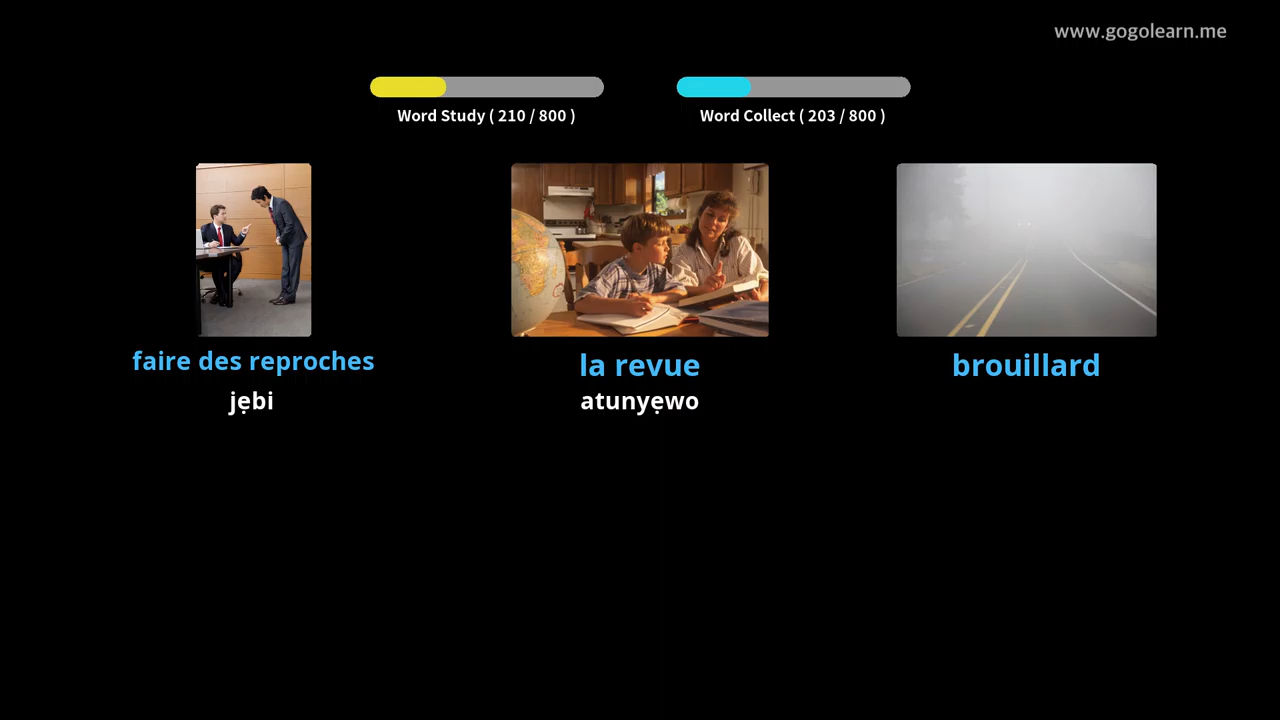 www.gogolearn.me
Word Study ( 210 / 800 )
Word Collect ( 203 / 800 )
faire des reproches
jẹbi
la revue
atunyẹwo
brouillard